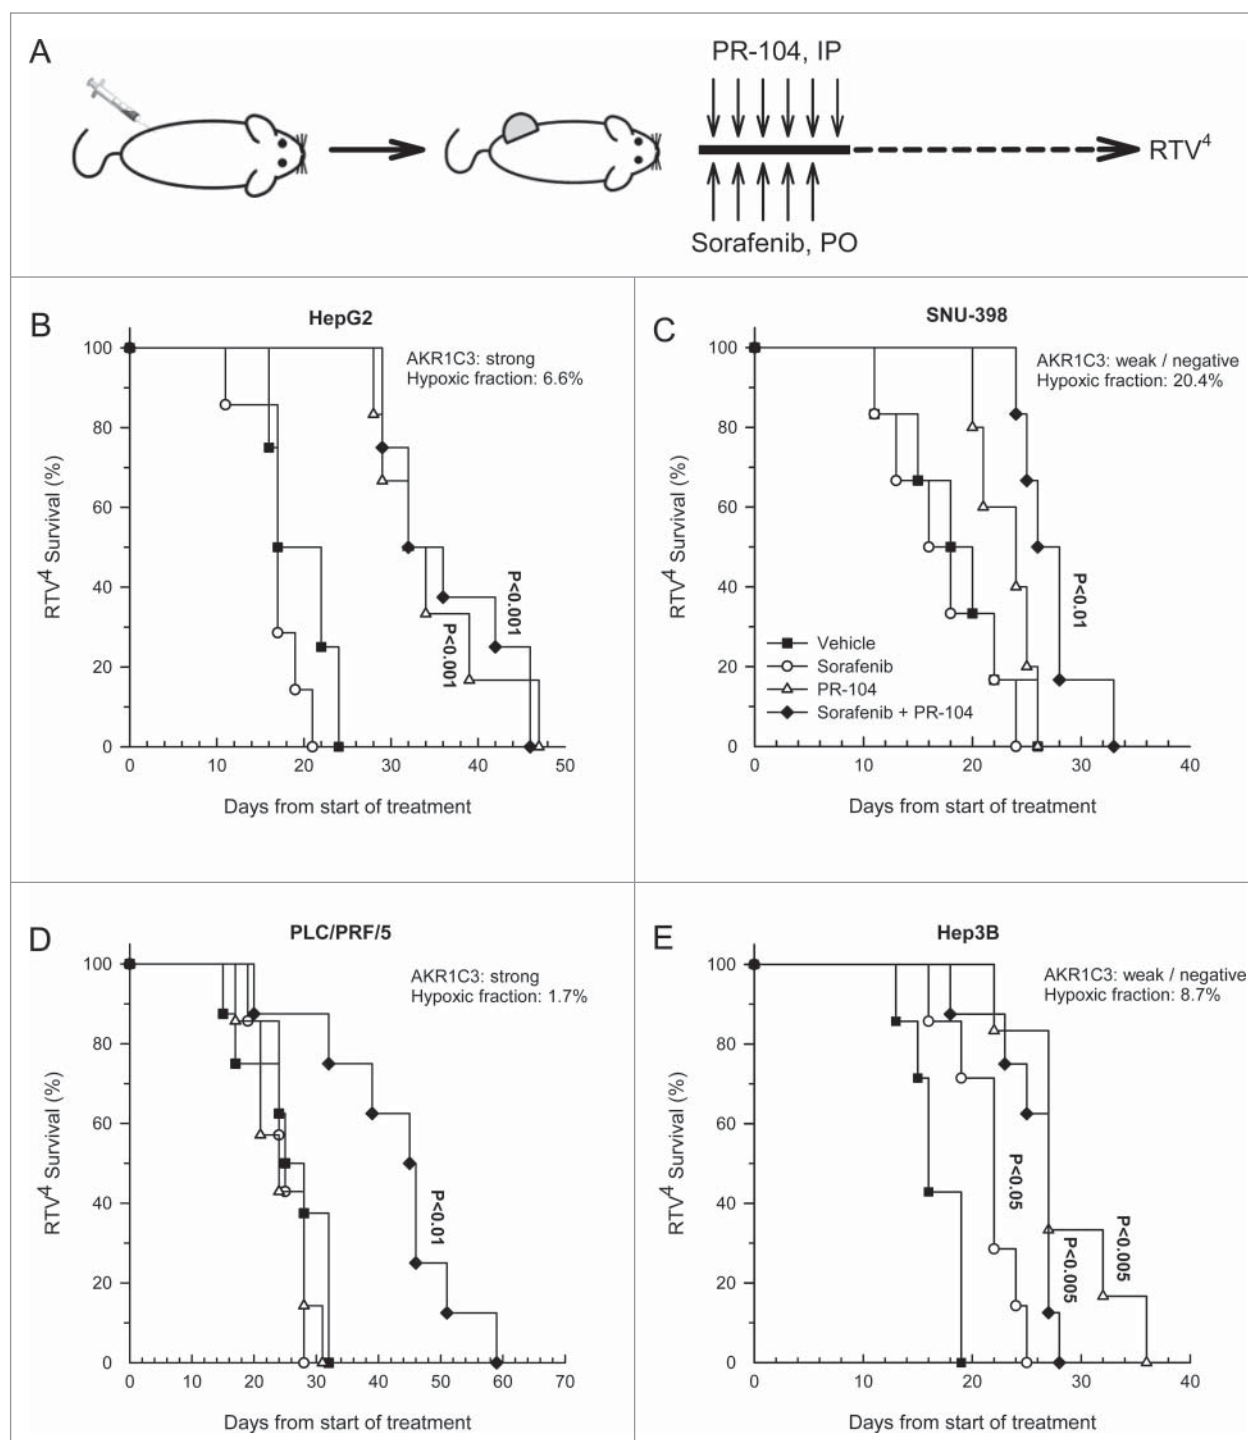 A
PR-104, IP
RTV4
Sorafenib, PO
B
HepG2
AKR1C3: strong
Hypoxic fraction: 6.6%
100
80
60
40
20
0
RTV4 Survival (%)
P<0.001
P<0.001
0 10 20 30 40 50
Days from start of treatment
C
SNU-398
AKR1C3: weak / negative
Hypoxic fraction: 20.4%
100
80
60
40
20
0
RTV4 Survival (%)
P<0.01
Vehicle
Sorafenib
PR-104
Sorafenib + PR-104
0 10 20 30 40
Days from start of treatment
D
PLC/PRF/5
AKR1C3: strong
Hypoxic fraction: 1.7%
100
80
60
40
20
0
RTV4 Survival (%)
P<0.01
0 10 20 30 40 50 60 70
Days from start of treatment
E
Hep3B
AKR1C3: weak / negative
Hypoxic fraction: 8.7%
100
80
60
40
20
0
RTV4 Survival (%)
P<0.05
P<0.005
P<0.005
0 10 20 30 40
Days from start of treatment